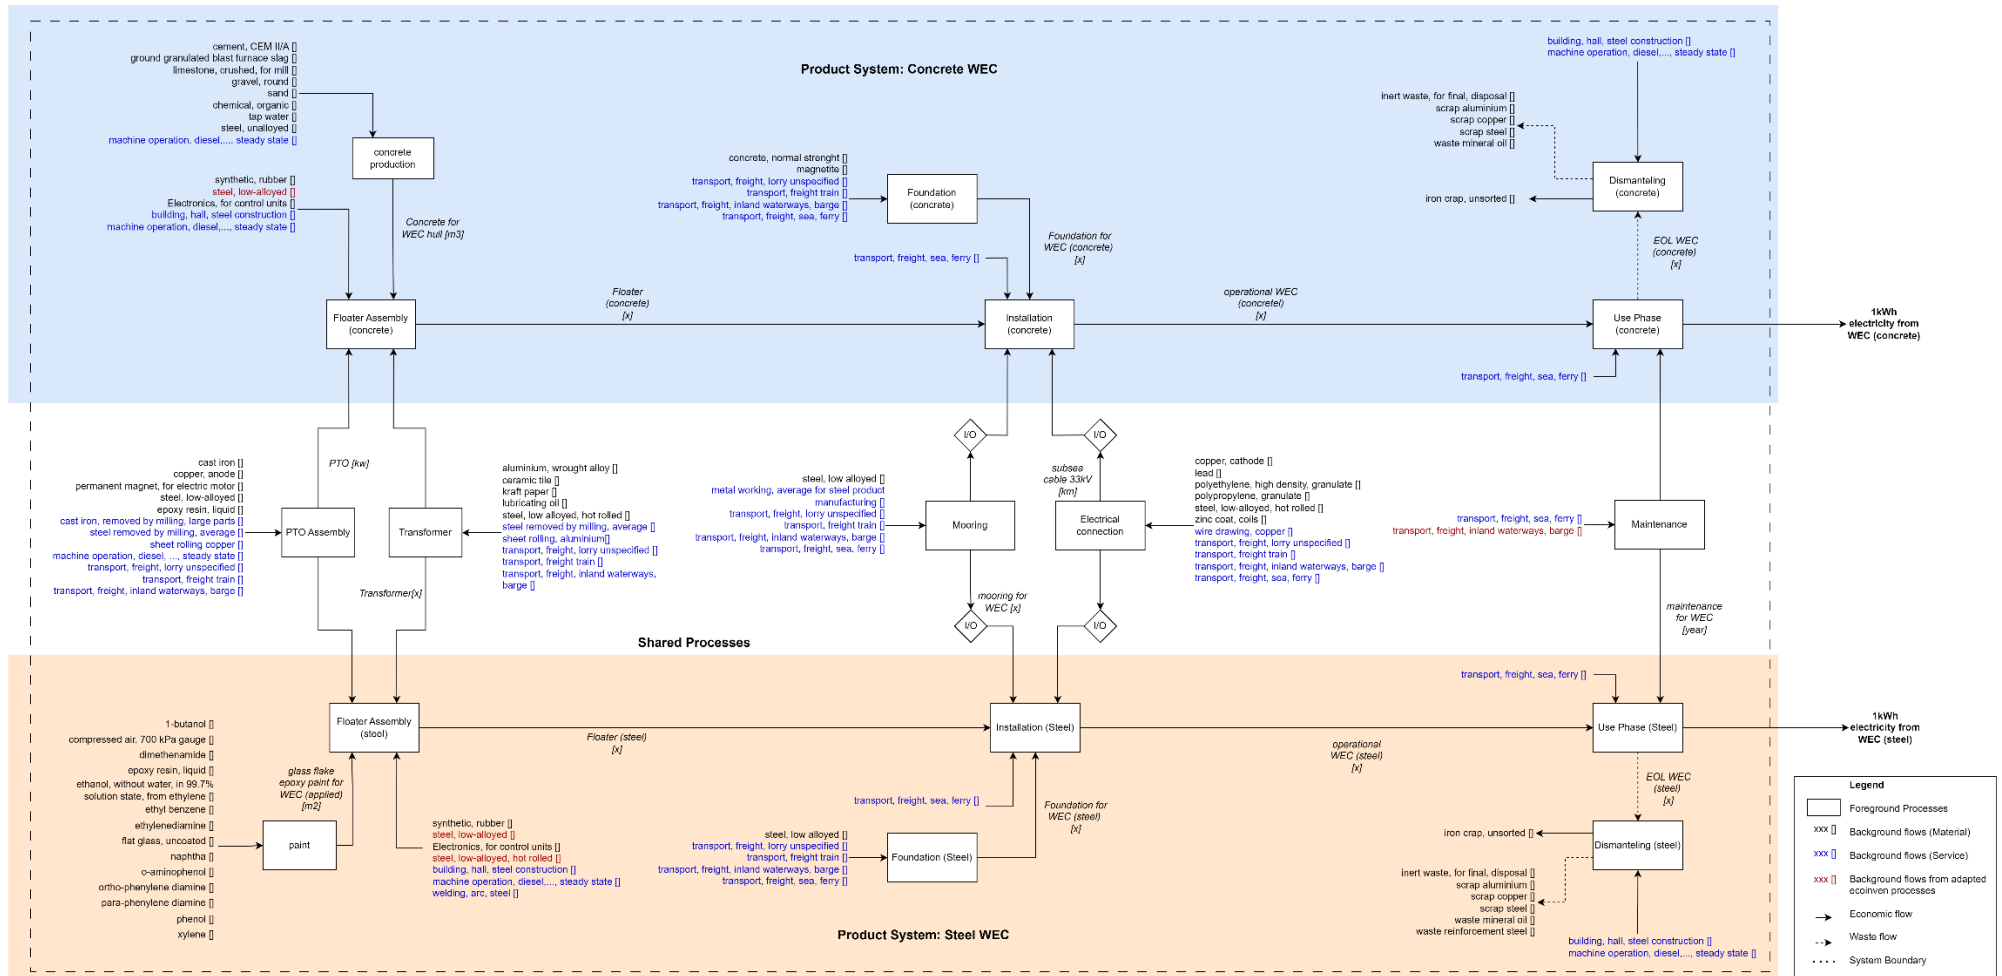 Product System: Concrete WEC
cement, CEM II/A []
ground granulated blast furnace slag []
limestone, crushed, for mill []
gravel, round []
sand []
chemical, organic []
tap water []
steel, unalloyed []
machine operation, diesel,..., steady state []
concrete
production
synthetic, rubber []
steel, low-alloyed []
Electronics, for control units []
building, hall, steel construction []
machine operation, diesel,..., steady state []
Concrete for
WEC hull [m3]
Floater Assembly
(concrete)
Floater
(concrete)
[x]
concrete, normal strenght []
magnetite []
transport, freight, lorry unspecified []
transport, freight train []
transport, freight, inland waterways, barge []
transport, freight, sea, ferry []
Foundation
(concrete)
Foundation for
WEC (concrete)
[x]
transport, freight, sea, ferry []
Installation
(concrete)
operational WEC
(concretel)
[x]
building, hall, steel construction []
machine operation, diesel,..., steady state []
inert waste, for final, disposal []
scrap aluminium []
scrap copper []
scrap steel []
waste mineral oil []
Dismanteling
(concrete)
iron crap, unsorted []
EOL WEC
(concrete)
[x]
Use Phase
(concrete)
transport, freight, sea, ferry []
1kWh
electricity from
WEC (concrete)
cast iron []
copper, anode []
permanent magnet, for electric motor []
steel, low-alloyed []
epoxy resin, liquid []
cast iron, removed by milling, large parts []
steel removed by milling, average []
sheet rolling copper []
machine operation, diesel, ..., steady state []
transport, freight, lorry unspecified []
transport, freight train []
transport, freight, inland waterways, barge []
PTO [kw]
PTO Assembly
Transformer
Transformer[x]
aluminium, wrought alloy []
ceramic tile []
kraft paper []
lubricating oil []
steel, low alloyed, hot rolled []
steel removed by milling, average []
sheet rolling, aluminium[]
transport, freight, lorry unspecified []
transport, freight train []
transport, freight, inland waterways,
barge []
steel, low alloyed []
metal working, average for steel product
manufacturing []
transport, freight, lorry unspecified []
transport, freight train []
transport, freight, inland waterways, barge []
transport, freight, sea, ferry []
I/O
I/O
Mooring
subsea
cable 33kV
[km]
Electrical
connection
mooring for
WEC [x]
I/O
I/O
copper, cathode []
lead []
polyethylene, high density, granulate []
polypropylene, granulate []
steel, low-alloyed, hot rolled []
zinc coat, coils []
wire drawing, copper []
transport, freight, lorry unspecified []
transport, freight train []
transport, freight, inland waterways, barge []
transport, freight, sea, ferry []
transport, freight, sea, ferry []
transport, freight, inland waterways, barge []
Maintenance
maintenance
for WEC
[year]
Shared Processes
1-butanol []
compressed air. 700 kPa gauge []
dimethenamide []
epoxy resin, liquid []
ethanol, without water, in 99.7%
solution state, from ethylene []
ethyl benzene []
ethylenediamine []
flat glass, uncoated []
naphtha []
o-aminophenol []
ortho-phenylene diamine []
para-phenylene diamine []
phenol []
xylene []
paint
glass flake
epoxy paint for
WEC (applied)
[m2]
Floater Assembly
(steel)
Floater (steel)
[x]
synthetic, rubber []
steel, low-alloyed []
Electronics, for control units []
steel, low-alloyed, hot rolled []
building, hall, steel construction []
machine operation, diesel,..., steady state []
welding, arc, steel []
Installation (Steel)
transport, freight, sea, ferry []
steel, low alloyed []
transport, freight, lorry unspecified []
transport, freight train []
transport, freight, inland waterways, barge []
transport, freight, sea, ferry []
Foundation (Steel)
Foundation for
WEC (steel)
[x]
operational
WEC (steel)
[x]
transport, freight, sea, ferry []
Use Phase (Steel)
1kWh
electricity from
WEC (steel)
EOL WEC
(steel)
[x]
iron crap, unsorted []
Dismanteling (steel)
inert waste, for final, disposal []
scrap aluminium []
scrap copper []
scrap steel []
waste mineral oil []
waste reinforcement steel []
building, hall, steel construction []
machine operation, diesel,..., steady state []
Product System: Steel WEC
Legend
Foreground Processes
xxx [] Background flows (Material)
xxx [] Background flows (Service)
xxx [] Background flows from adapted
ecoinven processes
Economic flow
Waste flow
System Boundary